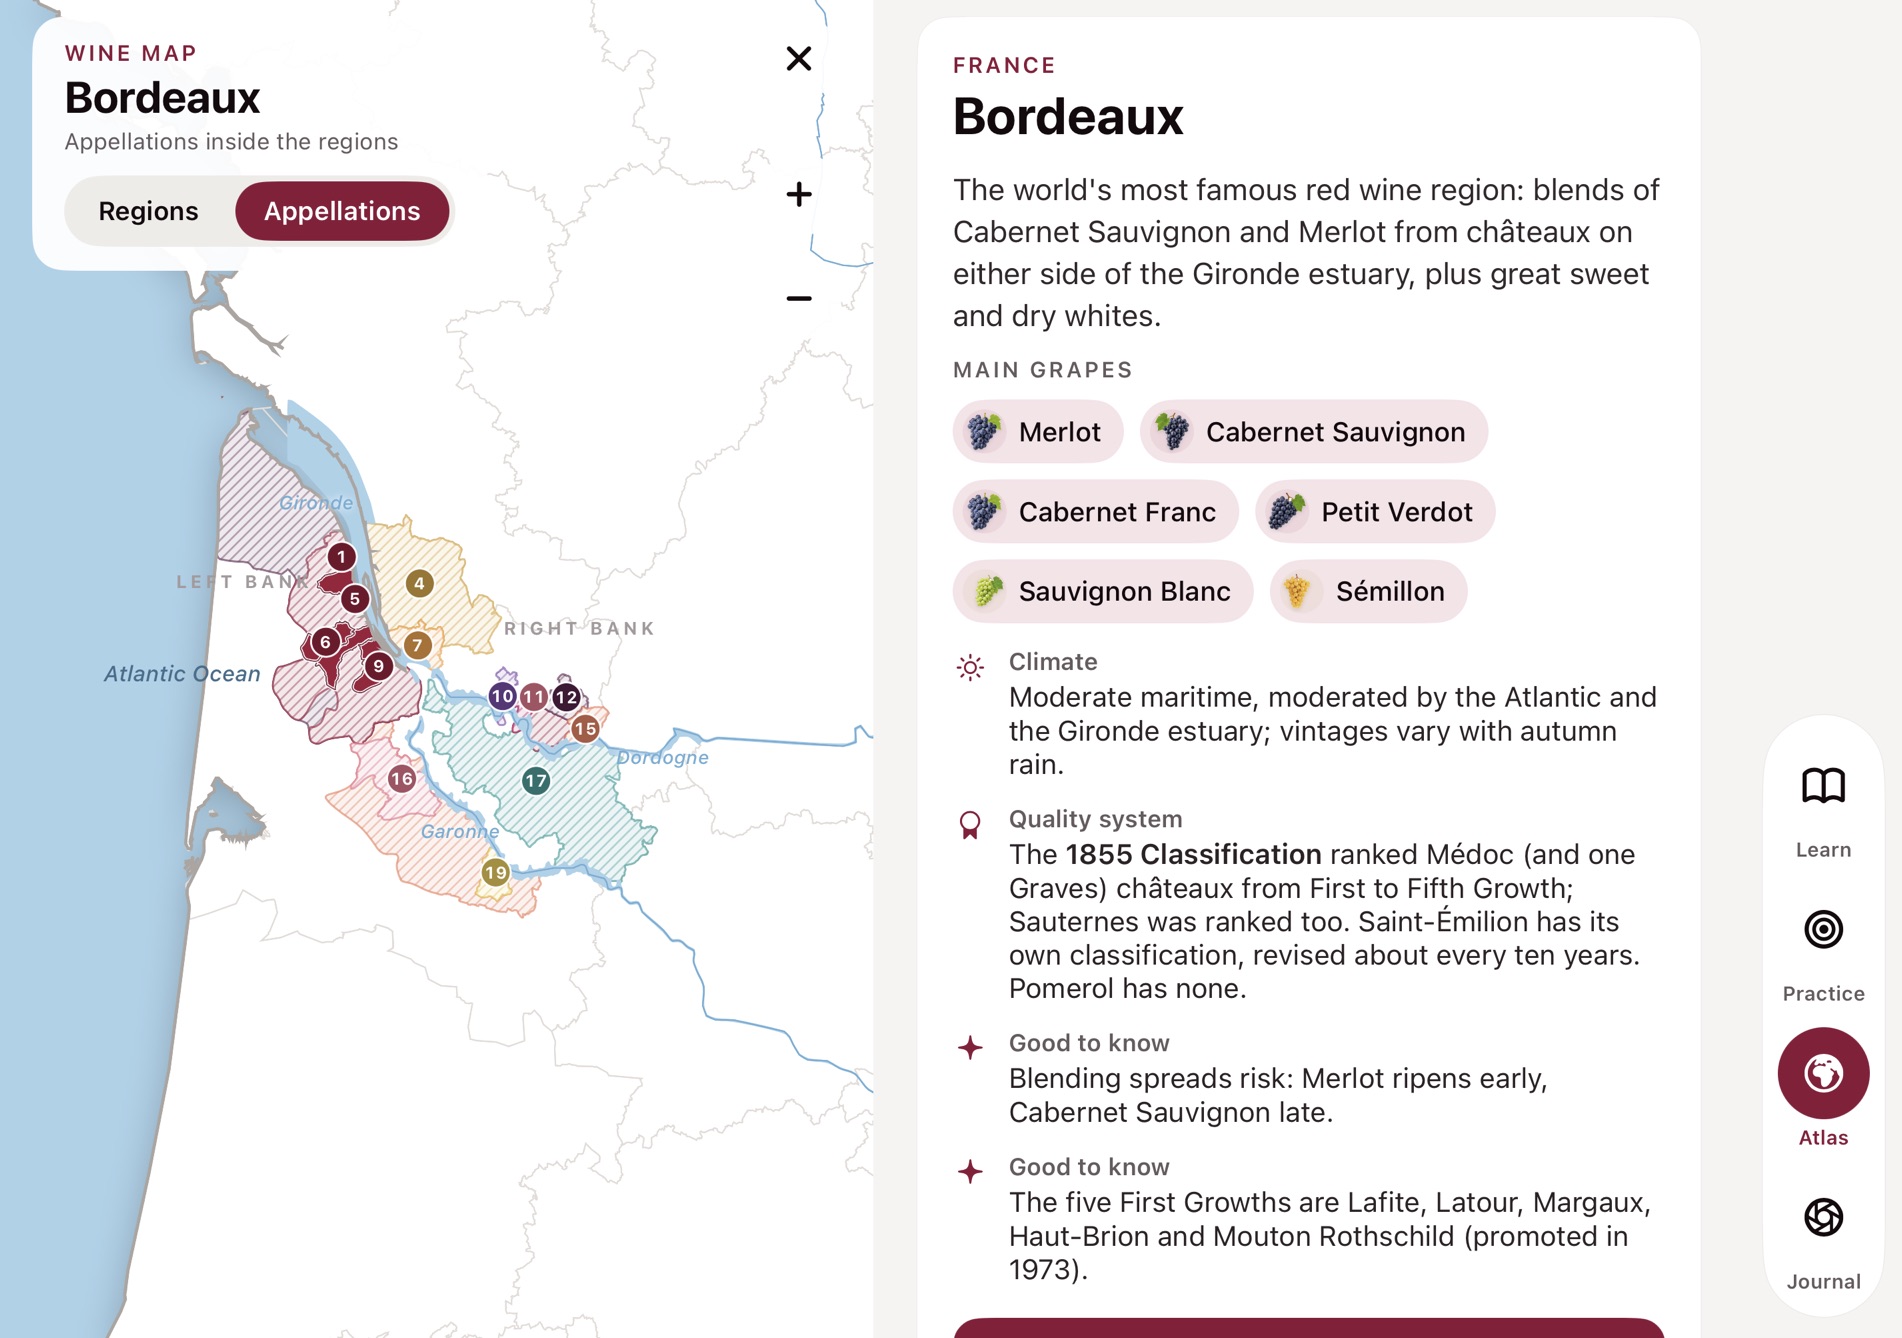 WINE MAP
Bordeaux
Appellations inside the regions
Regions
Appellations
Gironde
LEFT BANK
RIGHT BANK
Atlantic Ocean
Dordogne
Garonne
1
4
5
6
7
9
10
11
12
15
16
17
19
FRANCE
Bordeaux
The world's most famous red wine region: blends of
Cabernet Sauvignon and Merlot from châteaux on
either side of the Gironde estuary, plus great sweet
and dry whites.
MAIN GRAPES
Merlot
Cabernet Sauvignon
Cabernet Franc
Petit Verdot
Sauvignon Blanc
Sémillon
Climate
Moderate maritime, moderated by the Atlantic and
the Gironde estuary; vintages vary with autumn
rain.
Quality system
The 1855 Classification ranked Médoc (and one
Graves) châteaux from First to Fifth Growth;
Sauternes was ranked too. Saint-Émilion has its
own classification, revised about every ten years.
Pomerol has none.
Good to know
Blending spreads risk: Merlot ripens early,
Cabernet Sauvignon late.
Good to know
The five First Growths are Lafite, Latour, Margaux,
Haut-Brion and Mouton Rothschild (promoted in
1973).
Learn
Practice
Atlas
Journal